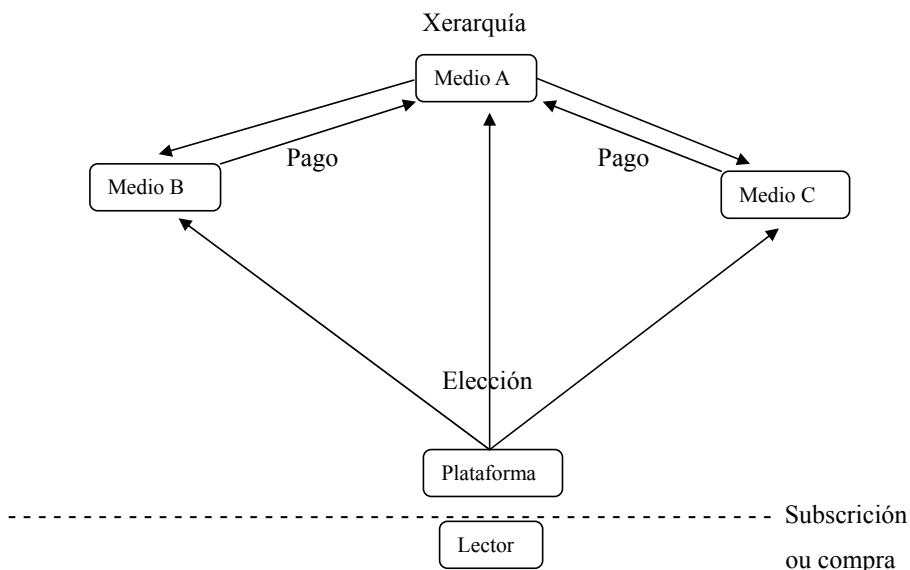 Xerarquía
Medio A
Pago
Pago
Medio B
Medio C
Elección
Plataforma
Subscrición
Lector
ou compra